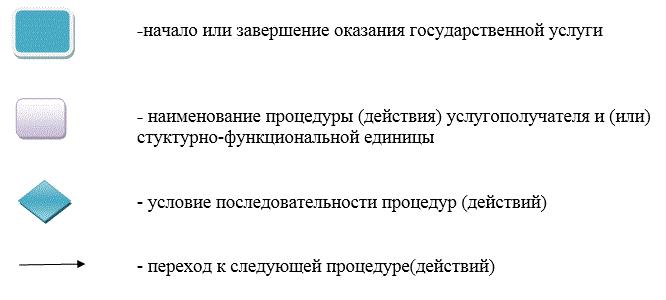 -начало или завершение оказания государственной услуги
- наименование процедуры (действия) услугополучателя и (или)
стуктурно-функциональной единицы
- условие последовательности процедур (действий)
- переход к следующей процедуре(действий)